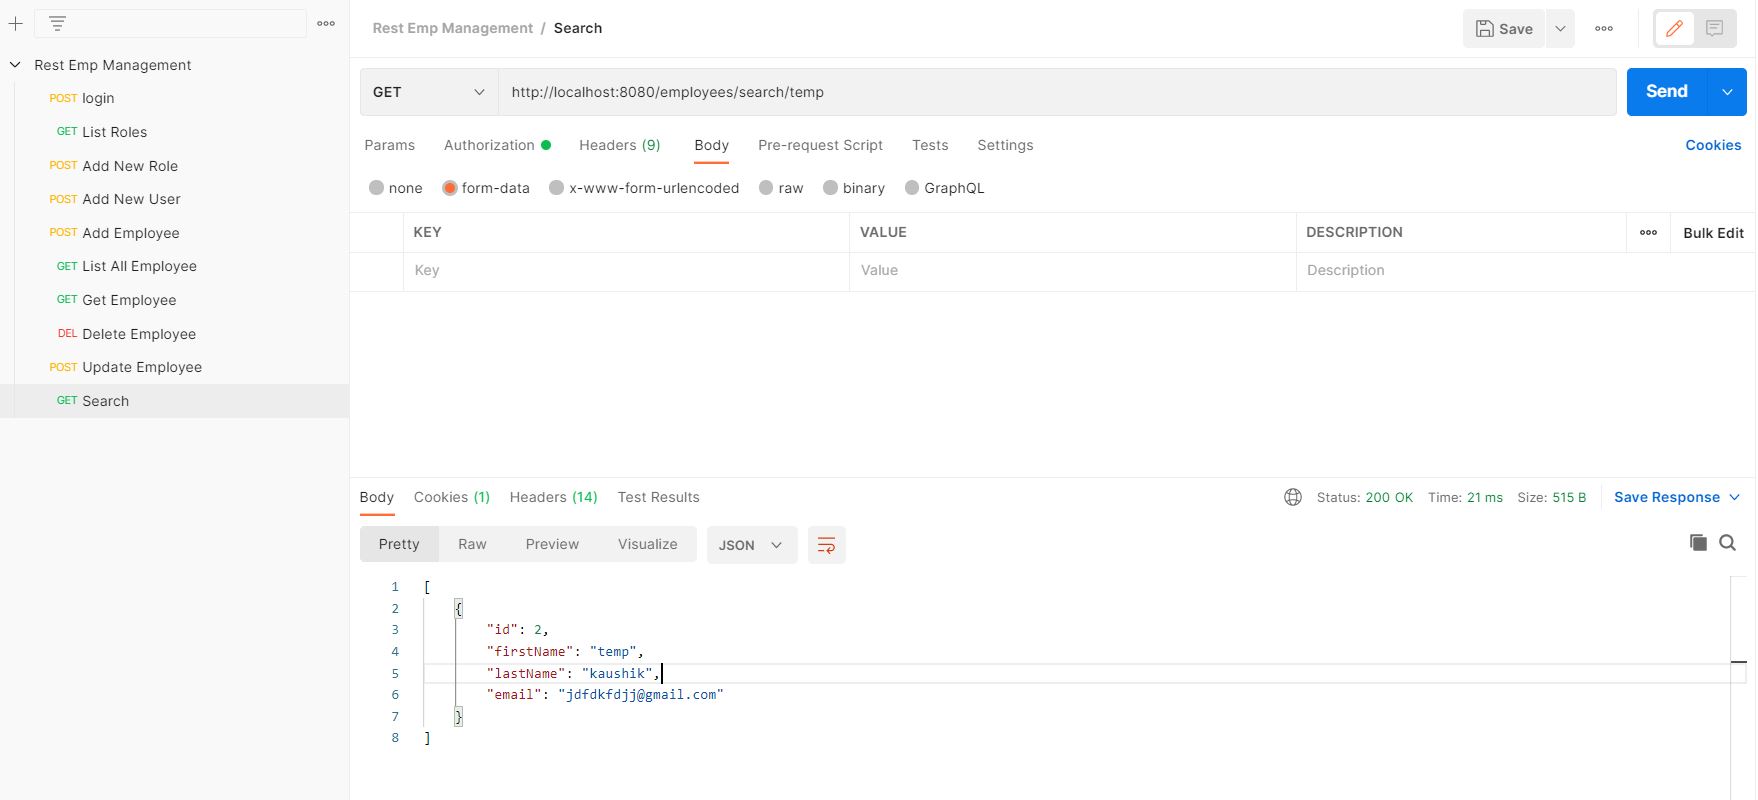 Rest Emp Management
POST login
GET List Roles
POST Add New Role
POST Add New User
POST Add Employee
GET List All Employee
GET Get Employee
DEL Delete Employee
POST Update Employee
GET Search
Rest Emp Management / Search
Save
GET http://localhost:8080/employees/search/temp
Send
Params Authorization Headers (9) Body Pre-request Script Tests Settings Cookies
none form-data x-www-form-urlencoded raw binary GraphQL
KEY VALUE DESCRIPTION Bulk Edit
Key Value Description
Body Cookies (1) Headers (14) Test Results Status: 200 OK Time: 21 ms Size: 515 B Save Response
Pretty Raw Preview Visualize JSON
1 [
2 {
3 "id": 2,
4 "firstName": "temp",
5 "lastName": "kaushik",
6 "email": "jdfdkfdjj@gmail.com"
7 }
8 ]